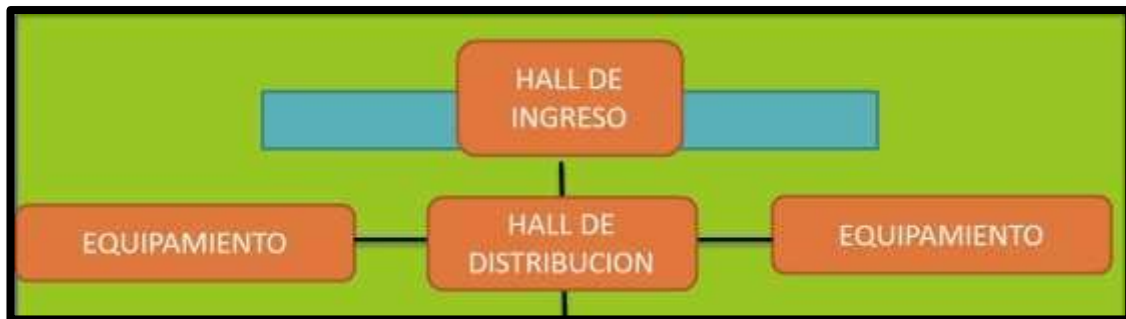 HALL DE
INGRESO
EQUIPAMIENTO
HALL DE
DISTRIBUCION
EQUIPAMIENTO